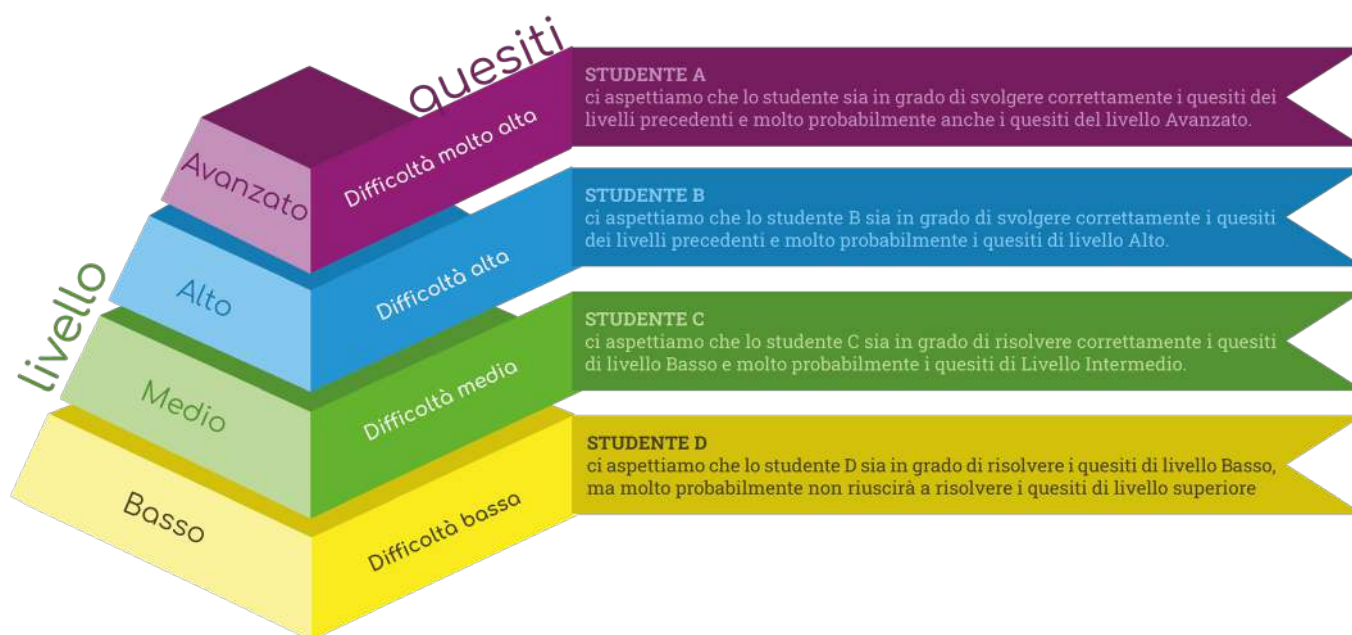 quesiti
livello
Avanzato
Difficoltà molto alta
STUDENTE A
ci aspettiamo che lo studente sia in grado di svolgere correttamente i quesiti dei
livelli precedenti e molto probabilmente anche i quesiti del livello Avanzato.
Alto
Difficoltà alta
STUDENTE B
ci aspettiamo che lo studente B sia in grado di svolgere correttamente i quesiti
dei livelli precedenti e molto probabilmente i quesiti di livello Alto.
Medio
Difficoltà media
STUDENTE C
ci aspettiamo che lo studente C sia in grado di risolvere correttamente i quesiti
di livello Basso e molto probabilmente i quesiti di Livello Intermedio.
Basso
Difficoltà bassa
STUDENTE D
ci aspettiamo che lo studente D sia in grado di risolvere i quesiti di livello Basso,
ma molto probabilmente non riuscirà a risolvere i quesiti di livello superiore